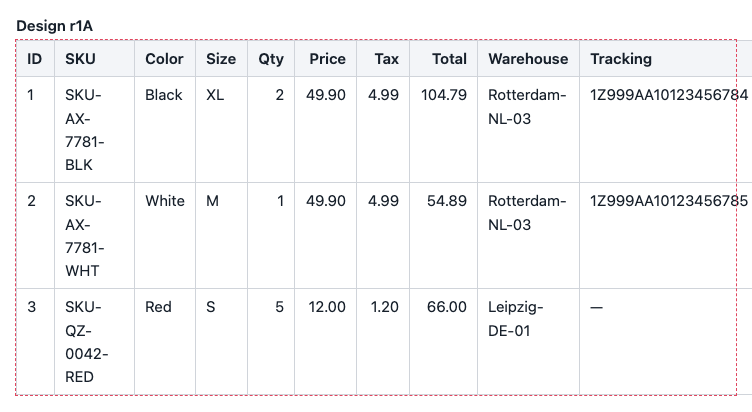 Design r1A
ID SKU Color Size Qty Price Tax Total Warehouse Tracking
1 SKU- Black XL 2 49.90 4.99 104.79 Rotterdam- 1Z999AA10123456784
AX- NL-03
7781-
BLK
2 SKU- White M 1 49.90 4.99 54.89 Rotterdam- 1Z999AA10123456785
AX- NL-03
7781-
WHT
3 SKU- Red S 5 12.00 1.20 66.00 Leipzig- —
QZ- DE-01
0042-
RED